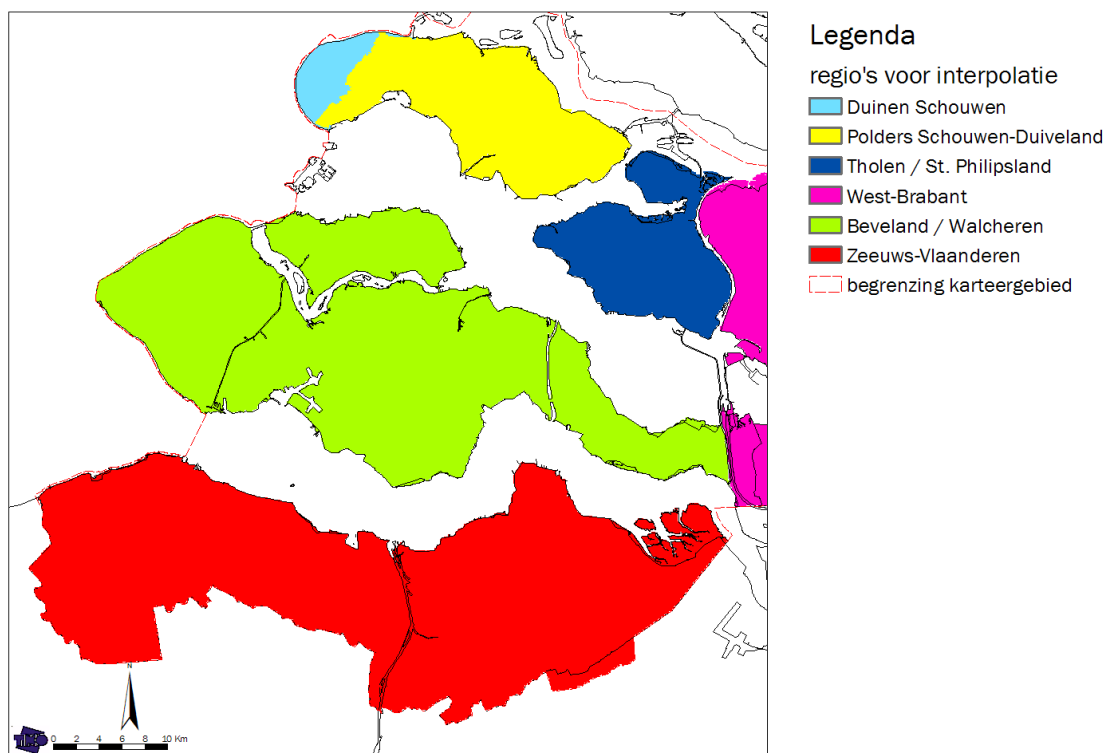 Legenda
regio's voor interpolatie
Duinen Schouwen
Polders Schouwen-Duiveland
Tholen / St. Philipsland
West-Brabant
Beveland / Walcheren
Zeeuws-Vlaanderen
begrenzing karteergebied
N
0 2 4 6 8 10 Km